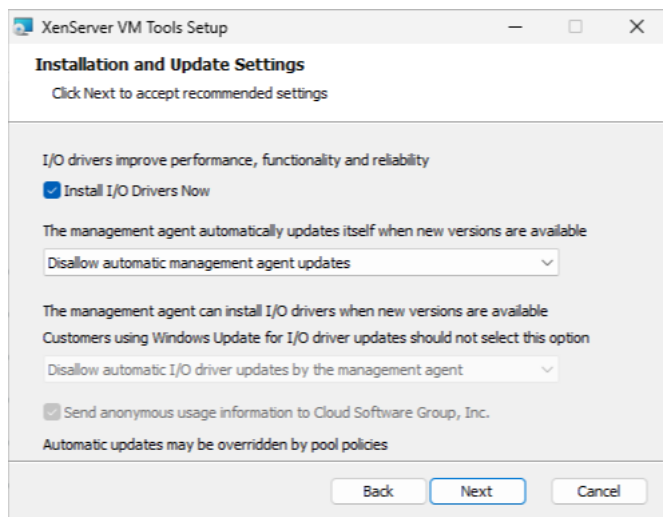 XenServer VM Tools Setup
Installation and Update Settings
Click Next to accept recommended settings
I/O drivers improve performance, functionality and reliability
Install I/O Drivers Now
The management agent automatically updates itself when new versions are available
Disallow automatic management agent updates
The management agent can install I/O drivers when new versions are available
Customers using Windows Update for I/O driver updates should not select this option
Disallow automatic I/O driver updates by the management agent
Send anonymous usage information to Cloud Software Group, Inc.
Automatic updates may be overridden by pool policies
Back Next Cancel